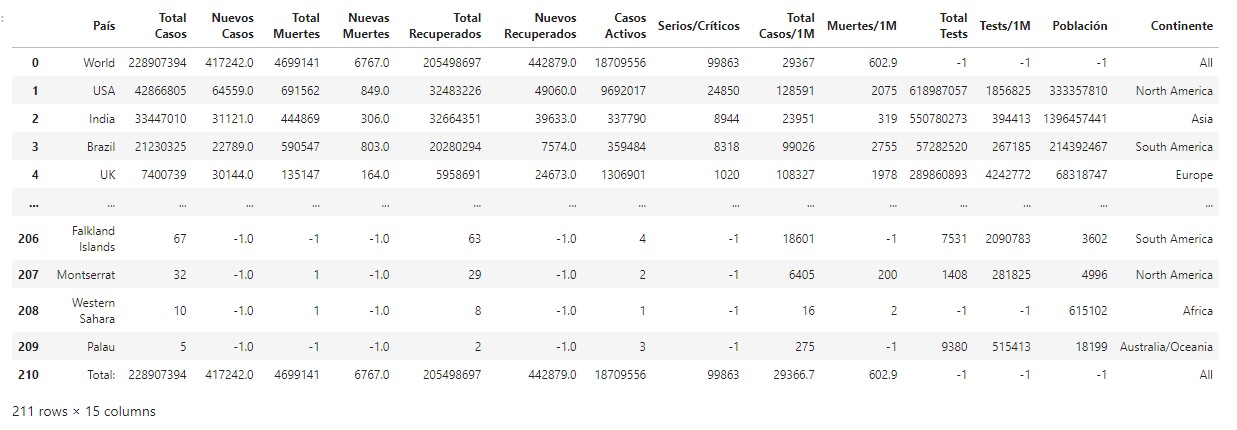 País Total Casos Nuevos Casos Total Muertes Nuevas Muertes Total Recuperados Nuevos Recuperados Casos Activos Serios/Críticos Total Casos/1M Muertes/1M Total Tests Tests/1M Población Continente
0 World 228907394 417242.0 4699141 6767.0 205498697 442879.0 18709556 99863 29367 602.9 -1 -1 -1 All
1 USA 42866805 64559.0 691562 849.0 32483226 49060.0 9692017 24850 128591 2075 618987057 1856825 333357810 North America
2 India 33447010 31121.0 444869 306.0 32664351 39633.0 337790 8944 23951 319 550780273 394413 1396457441 Asia
3 Brazil 21230325 22789.0 590547 803.0 20280294 7574.0 359484 8318 99026 2755 57282520 267185 214392467 South America
4 UK 7400739 30144.0 135147 164.0 5958691 24673.0 1306901 1020 108327 1978 289860893 4242772 68318747 Europe
... ... ... ... ... ... ... ... ... ... ... ... ... ... ... ...
206 Falkland Islands 67 -1.0 -1 -1.0 63 -1.0 4 -1 18601 -1 7531 2090783 3602 South America
207 Montserrat 32 -1.0 1 -1.0 29 -1.0 2 -1 6405 200 1408 281825 4996 North America
208 Western Sahara 10 -1.0 1 -1.0 8 -1.0 1 -1 16 2 -1 -1 615102 Africa
209 Palau 5 -1.0 -1 -1.0 2 -1.0 3 -1 275 -1 9380 515413 18199 Australia/Oceania
210 Total: 228907394 417242.0 4699141 6767.0 205498697 442879.0 18709556 99863 29366.7 602.9 -1 -1 -1 All
211 rows × 15 columns